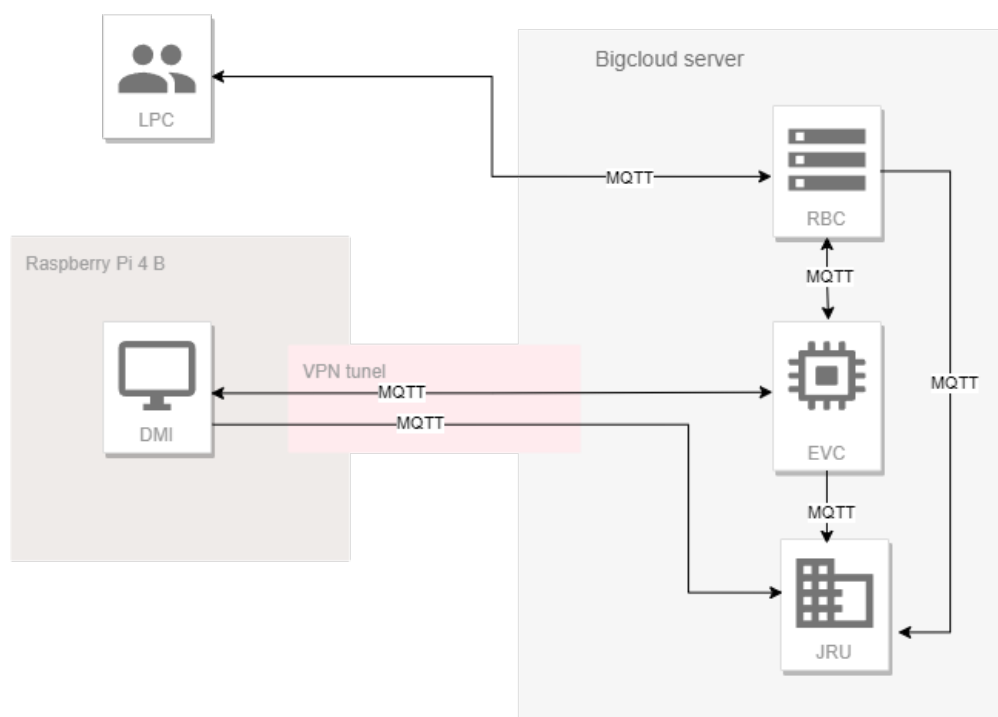 Bigcloud server
LPC
MQTT
RBC
Raspberry Pi 4 B
MQTT
VPN tunel
MQTT
MQTT
MQTT
DMI
EVC
MQTT
JRU